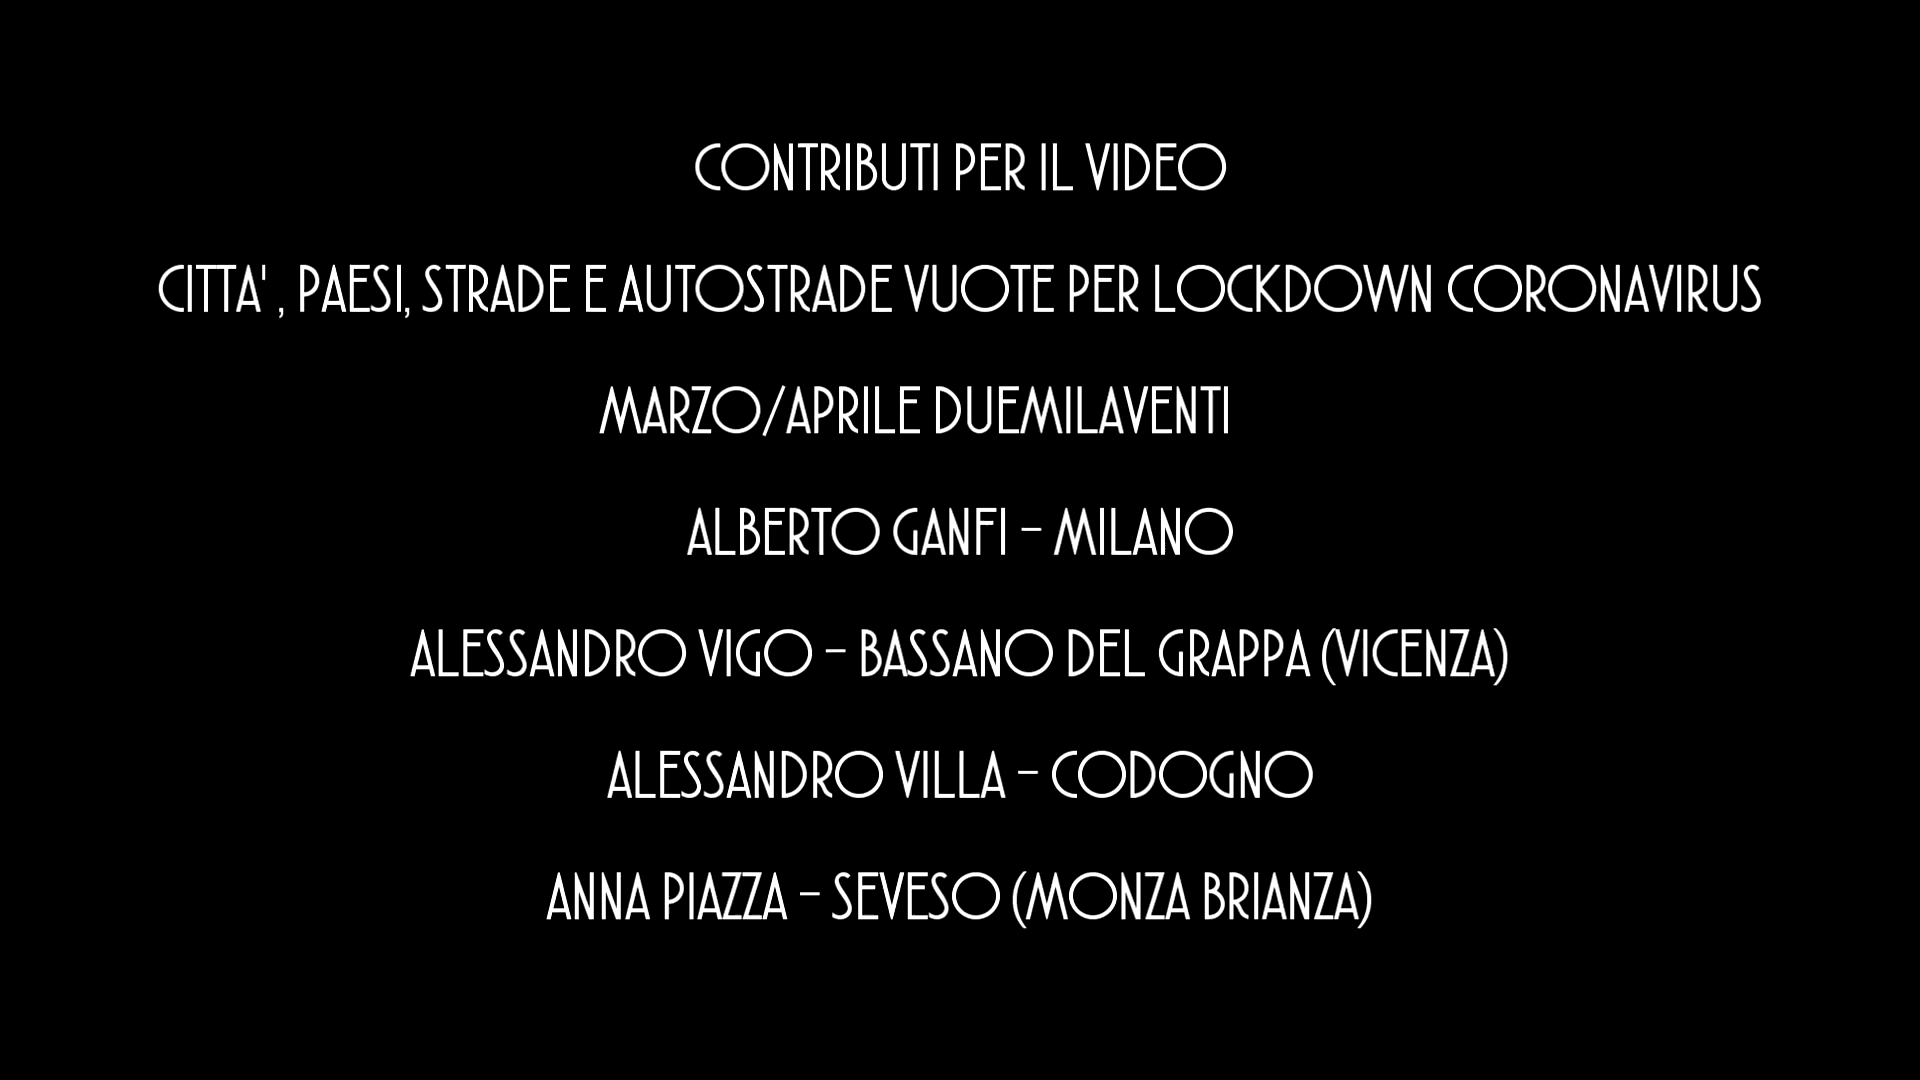 CONTRIBUTI PER IL VIDEO
CITTA' , PAESI, STRADE E AUTOSTRADE VUOTE PER LOCKDOWN CORONAVIRUS
MARZO/APRILE DUEMILAVENTI
ALBERTO GANFI - MILANO
ALESSANDRO VIGO - BASSANO DEL GRAPPA (VICENZA)
ALESSANDRO VILLA - CODOGNO
ANNA PIAZZA - SEVESO (MONZA BRIANZA)